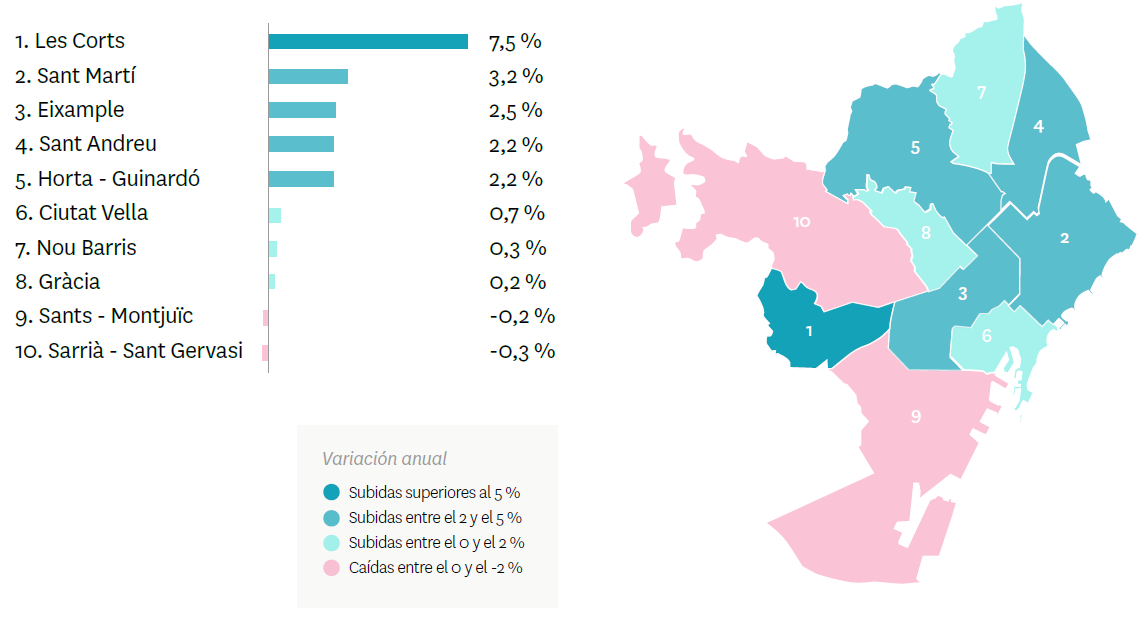 1. Les Corts 7,5 %
2. Sant Martí 3,2 %
3. Eixample 2,5 %
4. Sant Andreu 2,2 %
5. Horta - Guinardó 2,2 %
6. Ciutat Vella 0,7 %
7. Nou Barris 0,3 %
8. Gràcia 0,2 %
9. Sants - Montjuïc -0,2 %
10. Sarrià - Sant Gervasi -0,3 %
Variación anual
Subidas superiores al 5 %
Subidas entre el 2 y el 5 %
Subidas entre el 0 y el 2 %
Caídas entre el 0 y el -2 %
7
4
5
10
8
2
3
1
6
9